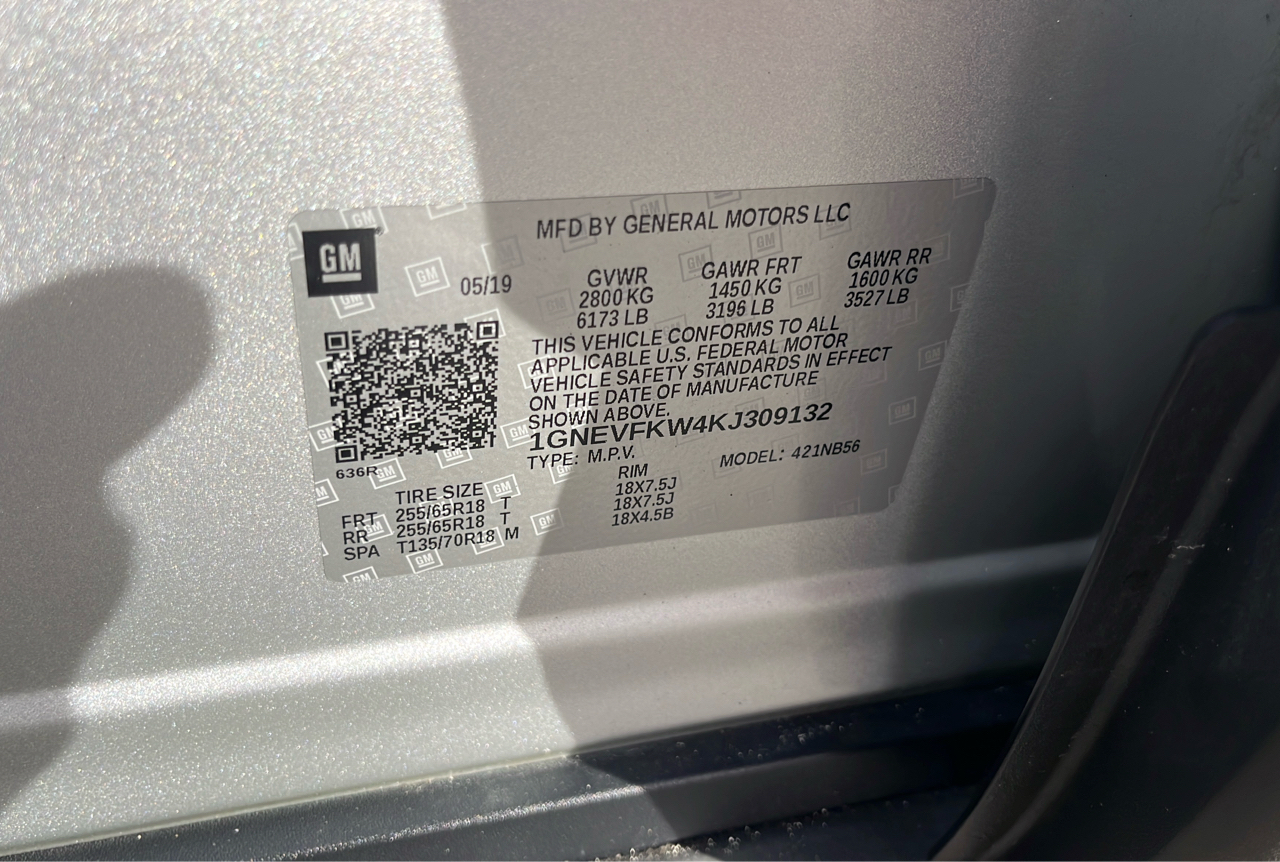 MFD BY GENERAL MOTORS LLC
GM
05/19
GVWR GAWR FRT GAWR RR
2800 KG 1450 KG 1600 KG
6173 LB 3196 LB 3527 LB
THIS VEHICLE CONFORMS TO ALL
APPLICABLE U.S. FEDERAL MOTOR
VEHICLE SAFETY STANDARDS IN EFFECT
ON THE DATE OF MANUFACTURE
SHOWN ABOVE.
1GNEVFKW4KJ309132
TYPE: M.P.V. MODEL: 421NB56
636R
TIRE SIZE RIM
FRT 255/65R18 T 18X7.5J
RR 255/65R18 T 18X7.5J
SPA T135/70R18 M 18X4.5B